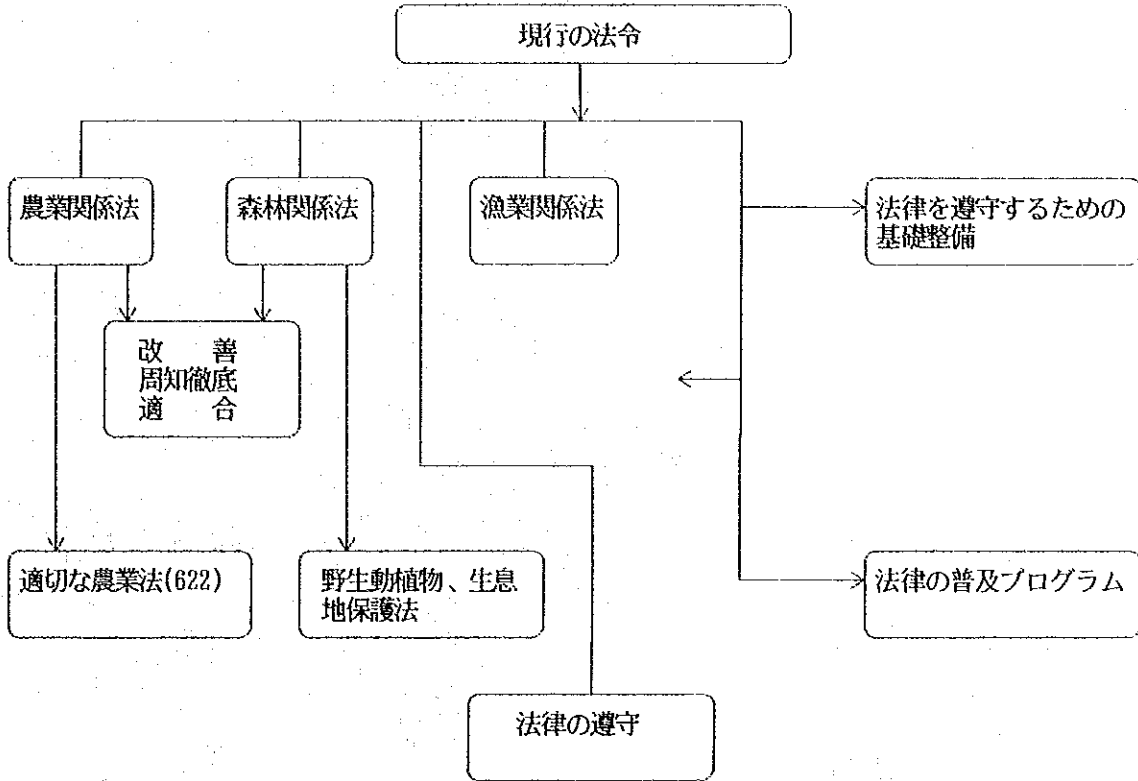 現行の法令
農業関係法
森林関係法
漁業関係法
法律を遵守するための
基礎整備
改　　善
周知徹底
適　　合
適切な農業法(622)
野生動植物、生息
地保護法
法律の普及プログラム
法律の遵守